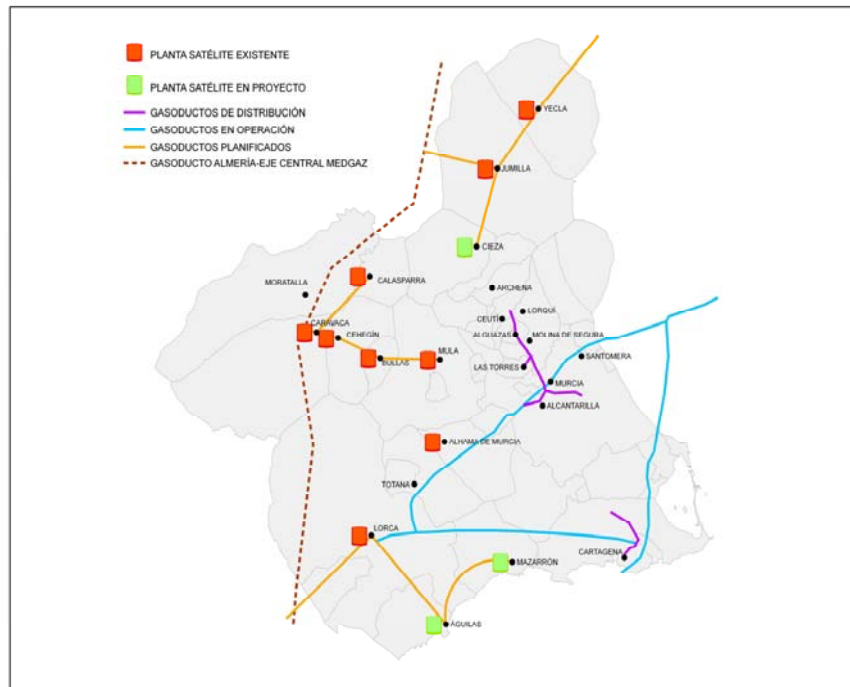 PLANTA SATÉLITE EXISTENTE
PLANTA SATÉLITE EN PROYECTO
GASODUCTOS DE DISTRIBUCIÓN
GASODUCTOS EN OPERACIÓN
GASODUCTOS PLANIFICADOS
GASODUCTO ALMERÍA-EJE CENTRAL MEDGAZ
YECLA
JUMILLA
CIEZA
MORATALLA
CALASPARRA
ARCHENA
CEUTÍ
LORQUÍ
CARAVACA
CEHEGÍN
ALGUAZAS
MOLINA DE SEGURA
BULLAS
MULA
LAS TORRES
SANTOMERA
MURCIA
ALCANTARILLA
ALHAMA DE MURCIA
TOTANA
LORCA
CARTAGENA
MAZARRÓN
ÁGUILAS